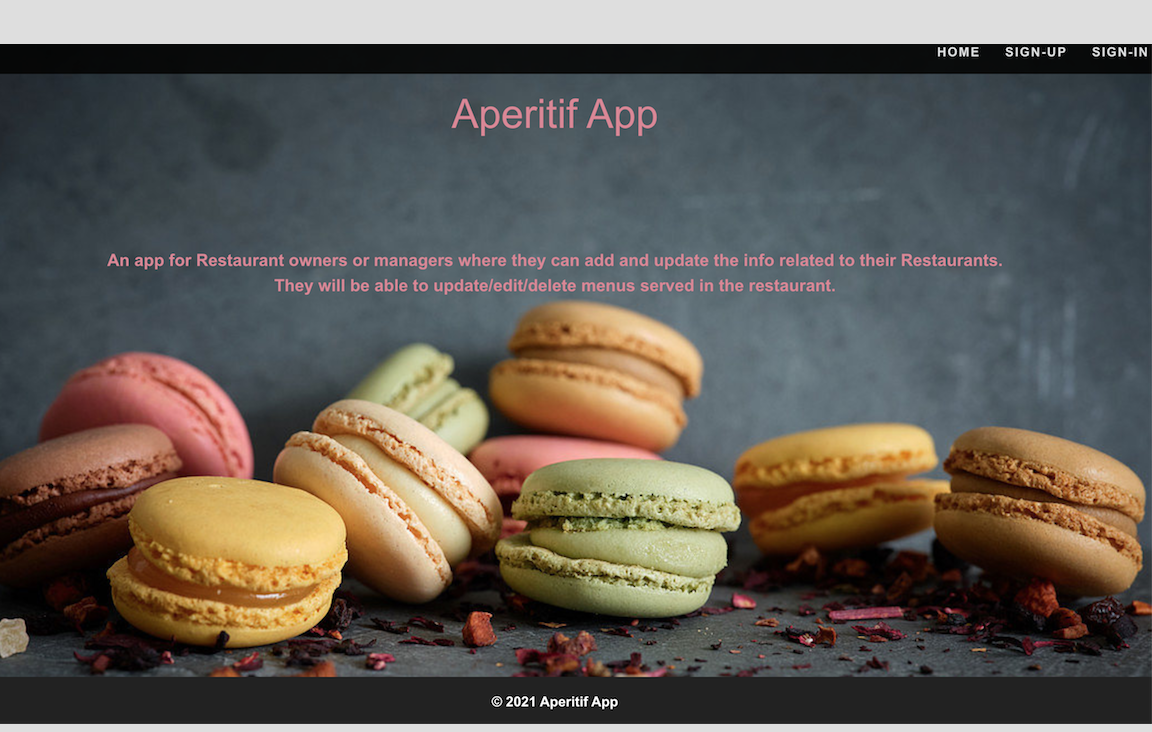 HOME SIGN-UP SIGN-IN
Aperitif App
An app for Restaurant owners or managers where they can add and update the info related to their Restaurants.
They will be able to update/edit/delete menus served in the restaurant.
© 2021 Aperitif App